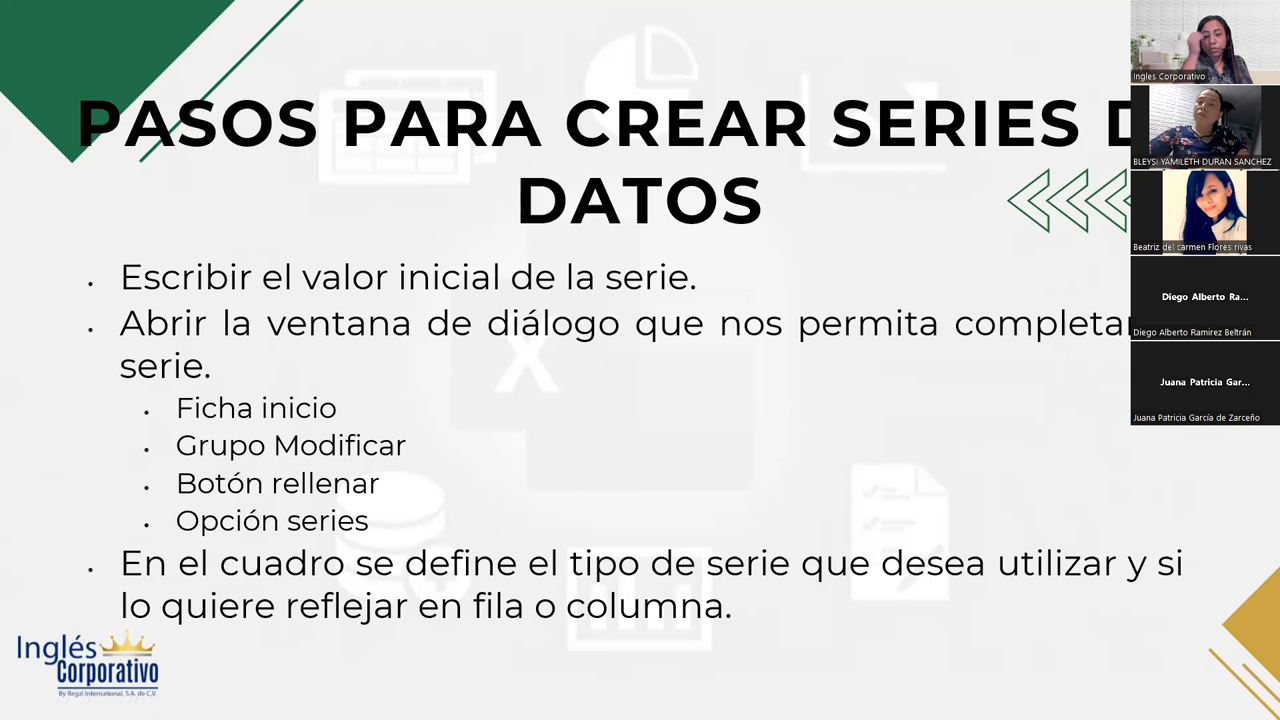 PASOS PARA CREAR SERIES D
DATOS
• Escribir el valor inicial de la serie.
• Abrir la ventana de diálogo que nos permita completar
serie.
• Ficha inicio
• Grupo Modificar
• Botón rellenar
• Opción series
• En el cuadro se define el tipo de serie que desea utilizar y si
lo quiere reflejar en fila o columna.
Inglés
Corporativo
By Regal International, S.A. de C.V.
Ingles Corporativo
BLEYSI YAMILETH DURAN SANCHEZ
Beatriz del carmen Flores rivas
Diego Alberto Ra...
Diego Alberto Ramirez Beltrán
Juana Patricia Gar...
Juana Patricia García de Zarceño
X